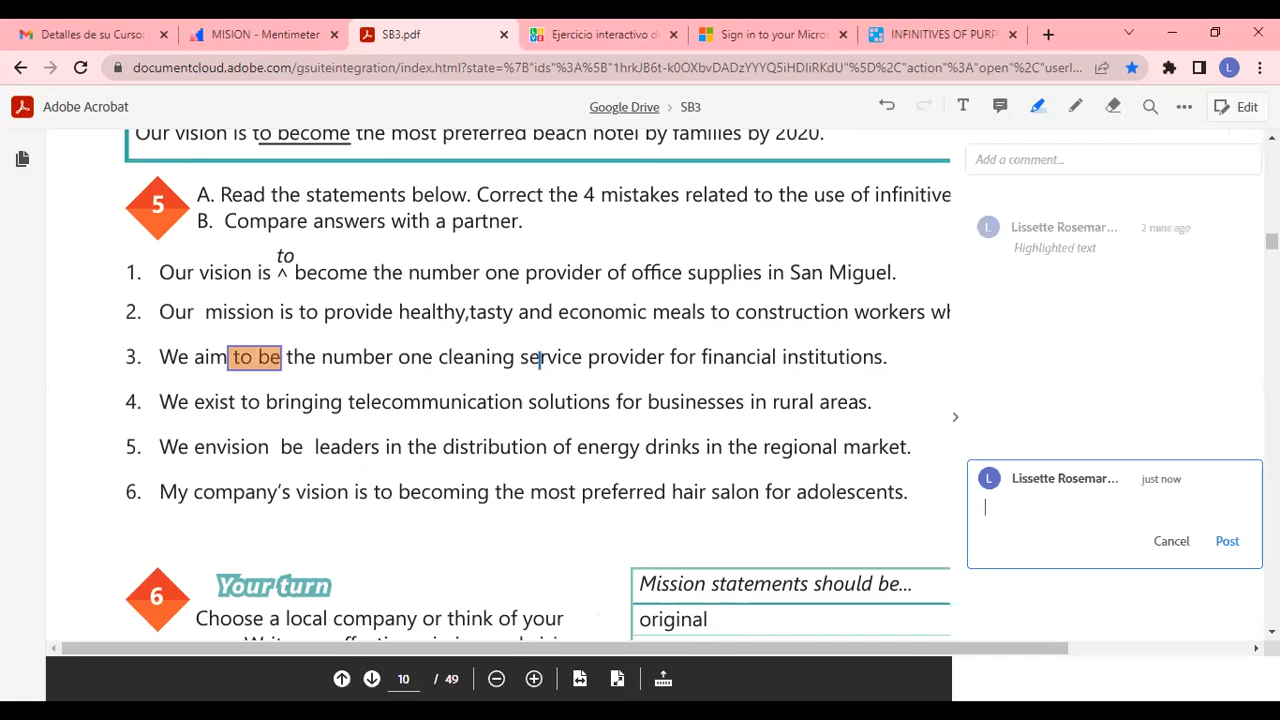 Detalles de su Curso:
MISION - Mentimeter
SB3.pdf
Ejercicio interactivo de
Sign in to your Micros
INFINITIVES OF PURP
documentcloud.adobe.com/gsuiteintegration/index.html?state=%7B"ids"%3A%5B"1hrkJB6t-k0OXbvDADzYYYQ5iHDIiRKdU"%5D%2C"action"%3A"open"%2C"userI...
L
Adobe Acrobat
Google Drive
SB3
Edit
Our vision is to become the most preferred beach hotel by families by 2020.
5
A. Read the statements below. Correct the 4 mistakes related to the use of infinitive
B. Compare answers with a partner.
to
1. Our vision is ^ become the number one provider of office supplies in San Miguel.
2. Our mission is to provide healthy,tasty and economic meals to construction workers wh
3. We aim to be the number one cleaning service provider for financial institutions.
4. We exist to bringing telecommunication solutions for businesses in rural areas.
5. We envision be leaders in the distribution of energy drinks in the regional market.
6. My company's vision is to becoming the most preferred hair salon for adolescents.
6
Your turn
Choose a local company or think of your
Mission statements should be...
original
Add a comment...
L
Lissette Rosemar...
2 mins ago
Highlighted text
L
Lissette Rosemar...
just now
Cancel
Post
10 / 49